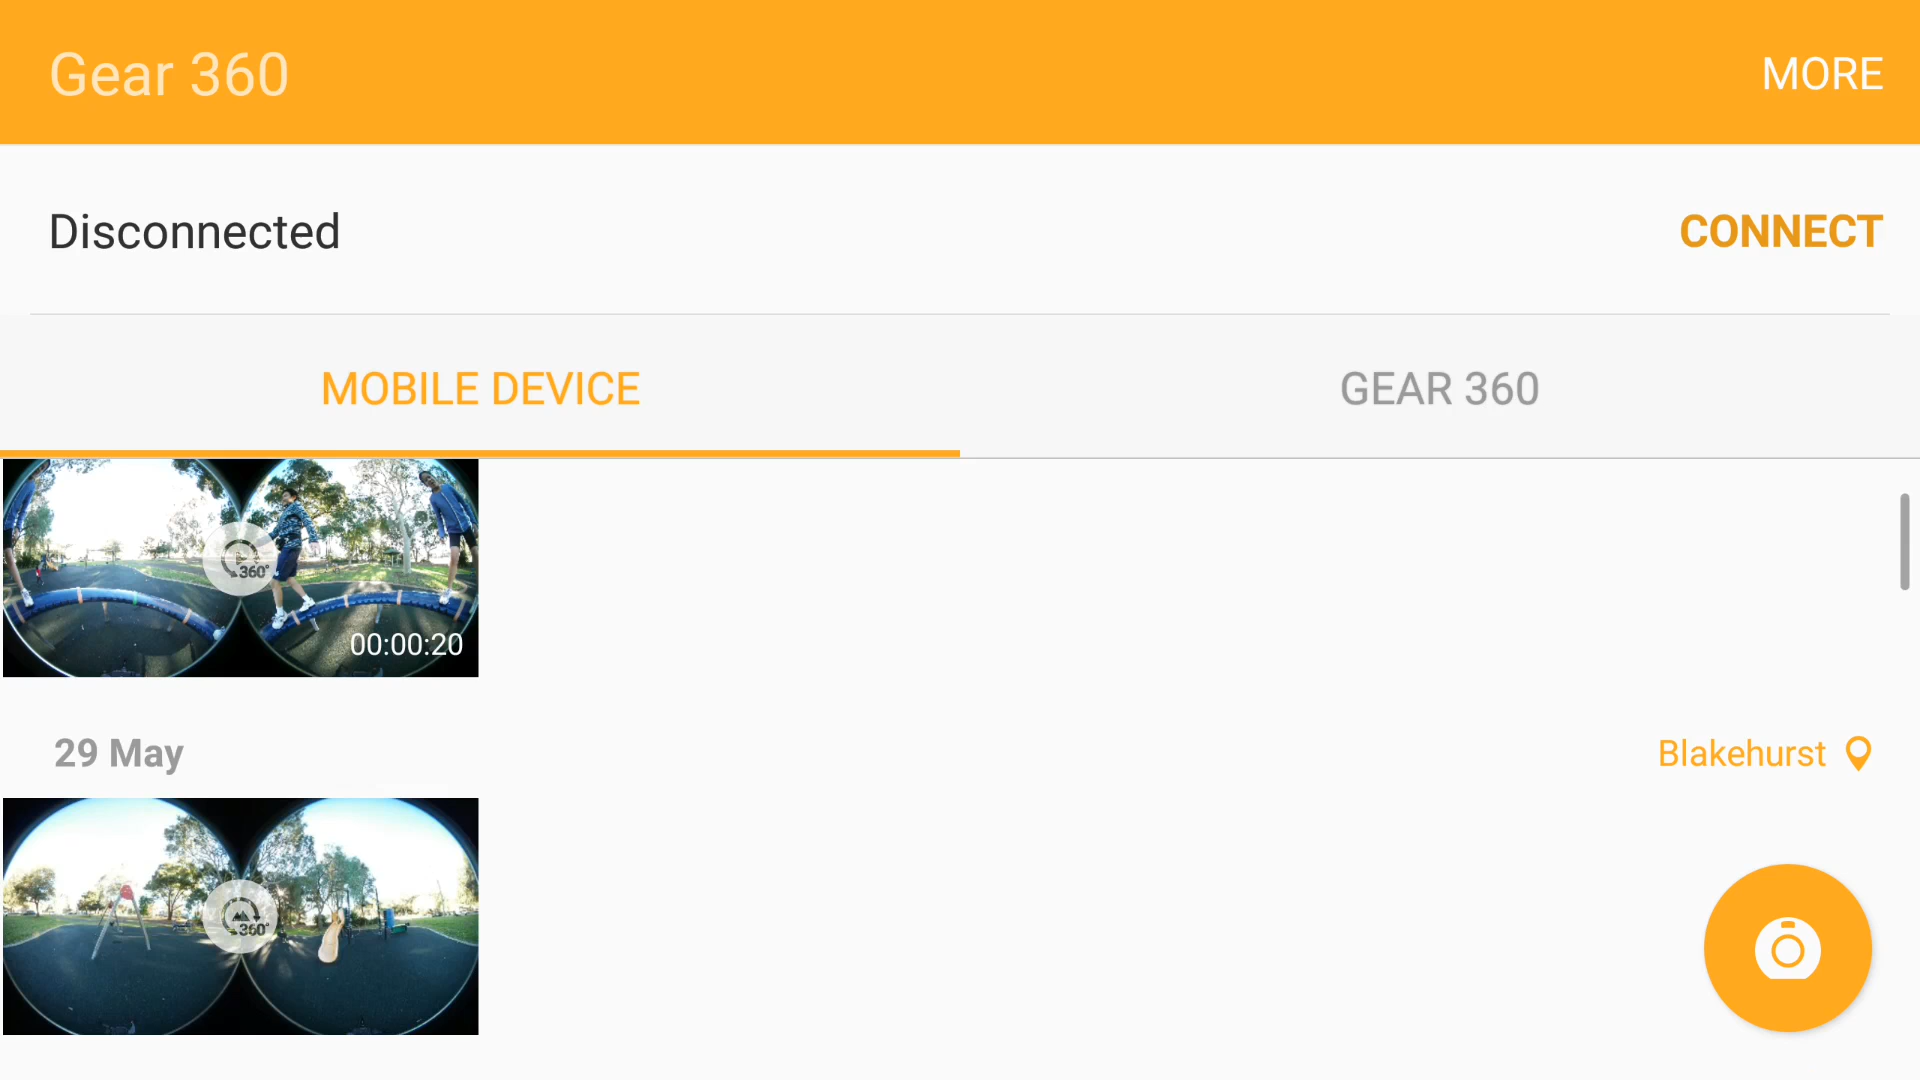 Gear 360
MORE
Disconnected
CONNECT
MOBILE DEVICE
GEAR 360
360°
00:00:20
29 May
Blakehurst
360°